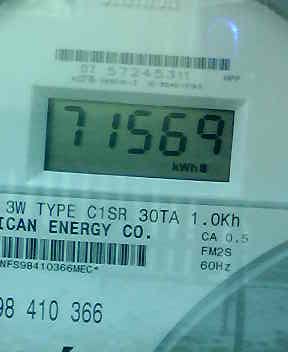 07 57245311
71569
kWh
3W TYPE C1SR 30TA 1.0Kh
ICAN ENERGY CO.
CA 0.5
FM2S
NFS98410366MEC*
60Hz
98 410 366